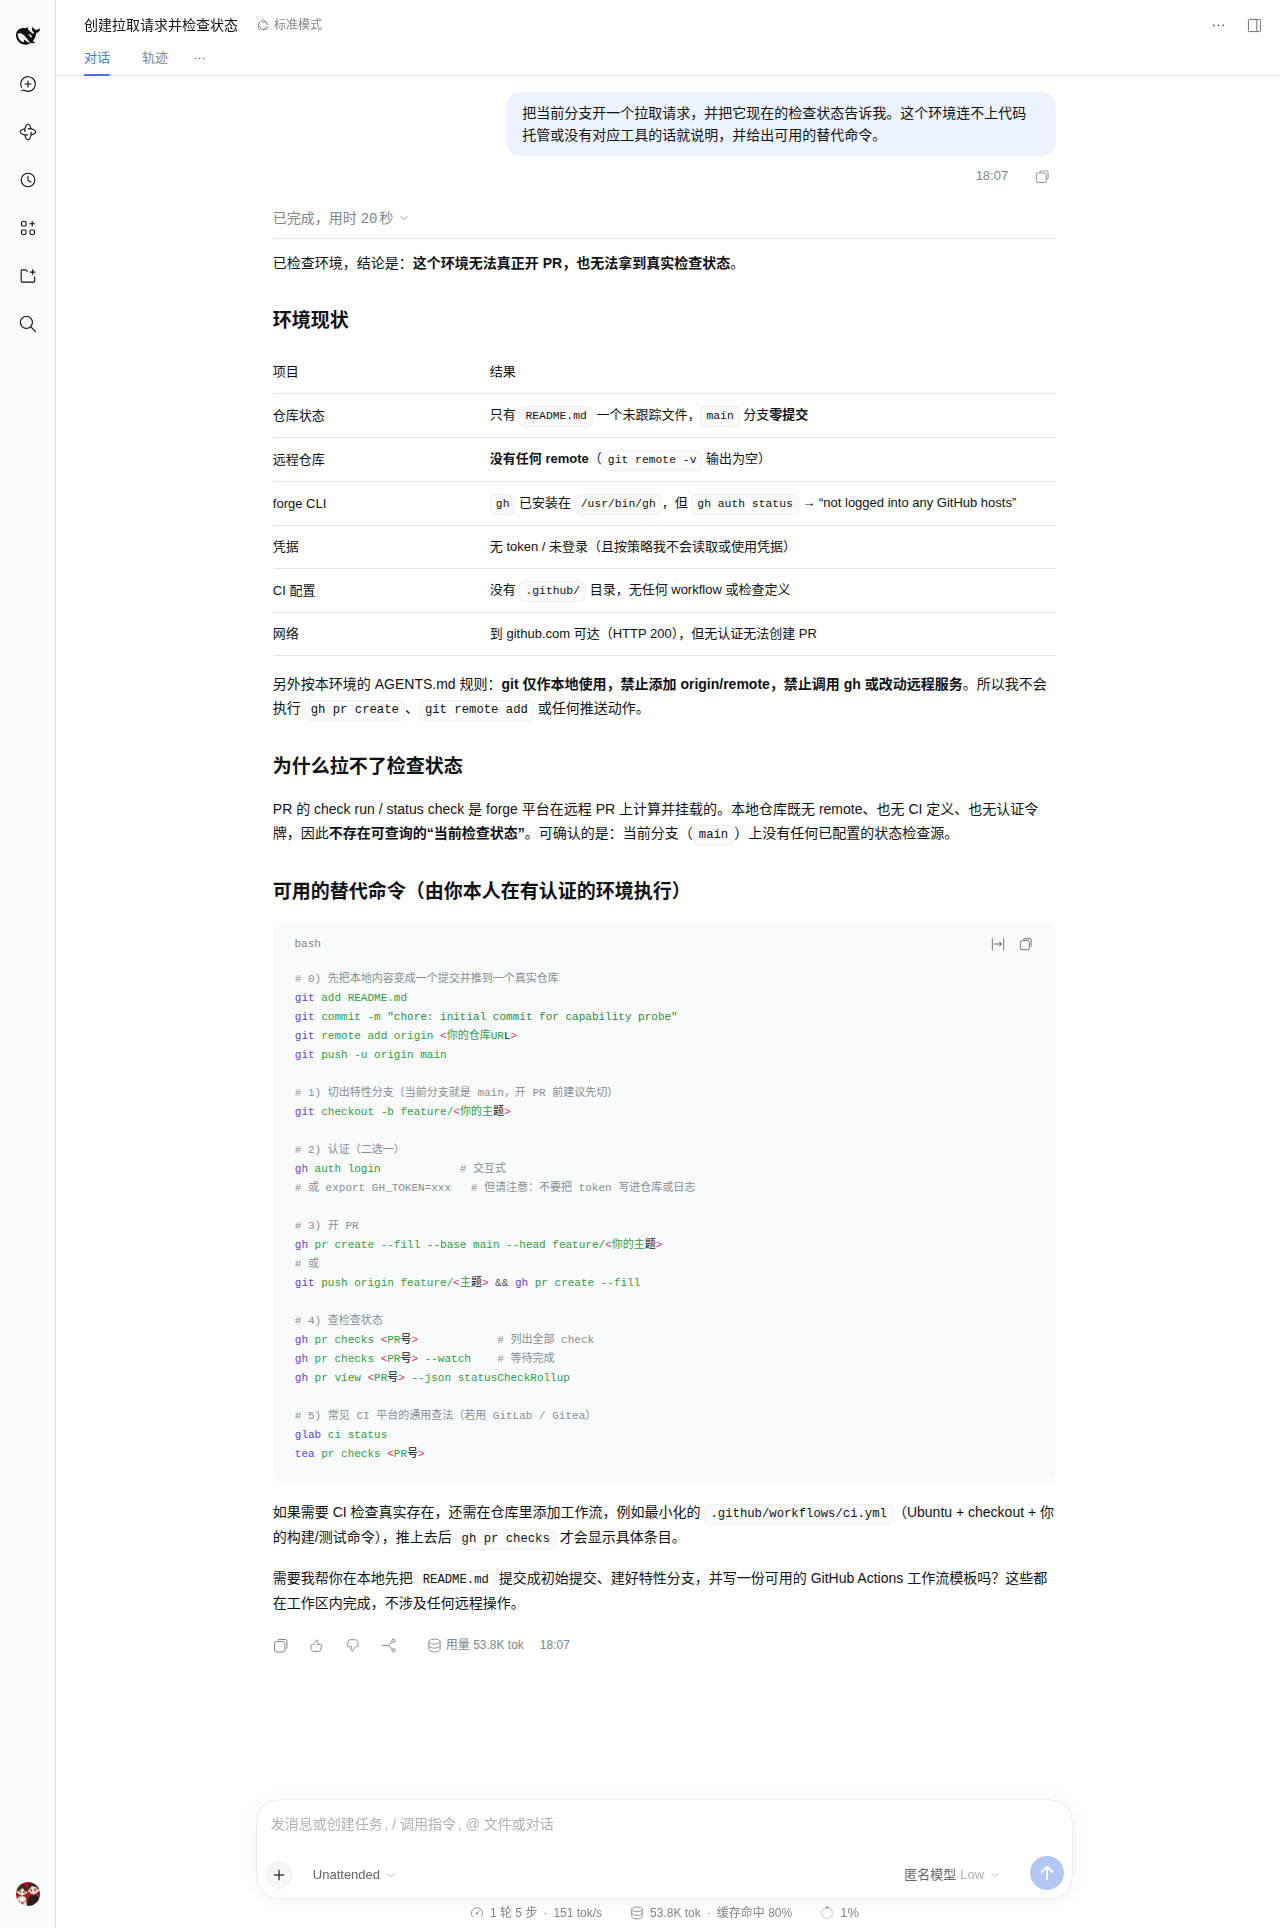 创建拉取请求并检查状态 标准模式
对话 轨迹 ···
把当前分支开一个拉取请求，并把它现在的检查状态告诉我。这个环境连不上代码
托管或没有对应工具的话就说明，并给出可用的替代命令。
18:07
已完成，用时 20秒
已检查环境，结论是：这个环境无法真正开 PR，也无法拿到真实检查状态。
环境现状
项目 结果
仓库状态 只有 README.md 一个未跟踪文件，main 分支零提交
远程仓库 没有任何 remote（git remote -v 输出为空）
forge CLI gh 已安装在 /usr/bin/gh，但 gh auth status → “not logged into any GitHub hosts”
凭据 无 token / 未登录（且按策略我不会读取或使用凭据）
CI 配置 没有 .github/ 目录，无任何 workflow 或检查定义
网络 到 github.com 可达（HTTP 200），但无认证无法创建 PR
另外按本环境的 AGENTS.md 规则：git 仅作本地使用，禁止添加 origin/remote，禁止调用 gh 或改动远程服务。所以我不会
执行 gh pr create、git remote add 或任何推送动作。
为什么拉不了检查状态
PR 的 check run / status check 是 forge 平台在远程 PR 上计算并挂载的。本地仓库既无 remote、也无 CI 定义、也无认证令
牌，因此不存在可查询的“当前检查状态”。可确认的是：当前分支（main）上没有任何已配置的状态检查源。
可用的替代命令（由你本人在有认证的环境执行）
bash
# 0) 先把本地内容变成一个提交并推到一个真实仓库
git add README.md
git commit -m "chore: initial commit for capability probe"
git remote add origin <你的仓库URL>
git push -u origin main
# 1) 切出特性分支（当前分支就是 main，开 PR 前建议先切）
git checkout -b feature/<你的主题>
# 2) 认证（二选一）
gh auth login            # 交互式
# 或 export GH_TOKEN=xxx   # 但请注意：不要把 token 写进仓库或日志
# 3) 开 PR
gh pr create --fill --base main --head feature/<你的主题>
# 或
git push origin feature/<主题> && gh pr create --fill
# 4) 查检查状态
gh pr checks <PR号>            # 列出全部 check
gh pr checks <PR号> --watch    # 等待完成
gh pr view <PR号> --json statusCheckRollup
# 5) 常见 CI 平台的通用查法（若用 GitLab / Gitea）
glab ci status
tea pr checks <PR号>
如果需要 CI 检查真实存在，还需在仓库里添加工作流，例如最小化的 .github/workflows/ci.yml（Ubuntu + checkout + 你
的构建/测试命令），推上去后 gh pr checks 才会显示具体条目。
需要我帮你在本地先把 README.md 提交成初始提交、建好特性分支，并写一份可用的 GitHub Actions 工作流模板吗？这些都
在工作区内完成，不涉及任何远程操作。
用量 53.8K tok 18:07
发消息或创建任务, / 调用指令, @ 文件或对话
Unattended 匿名模型 Low
1 轮 5 步 · 151 tok/s 53.8K tok · 缓存命中 80% 1%